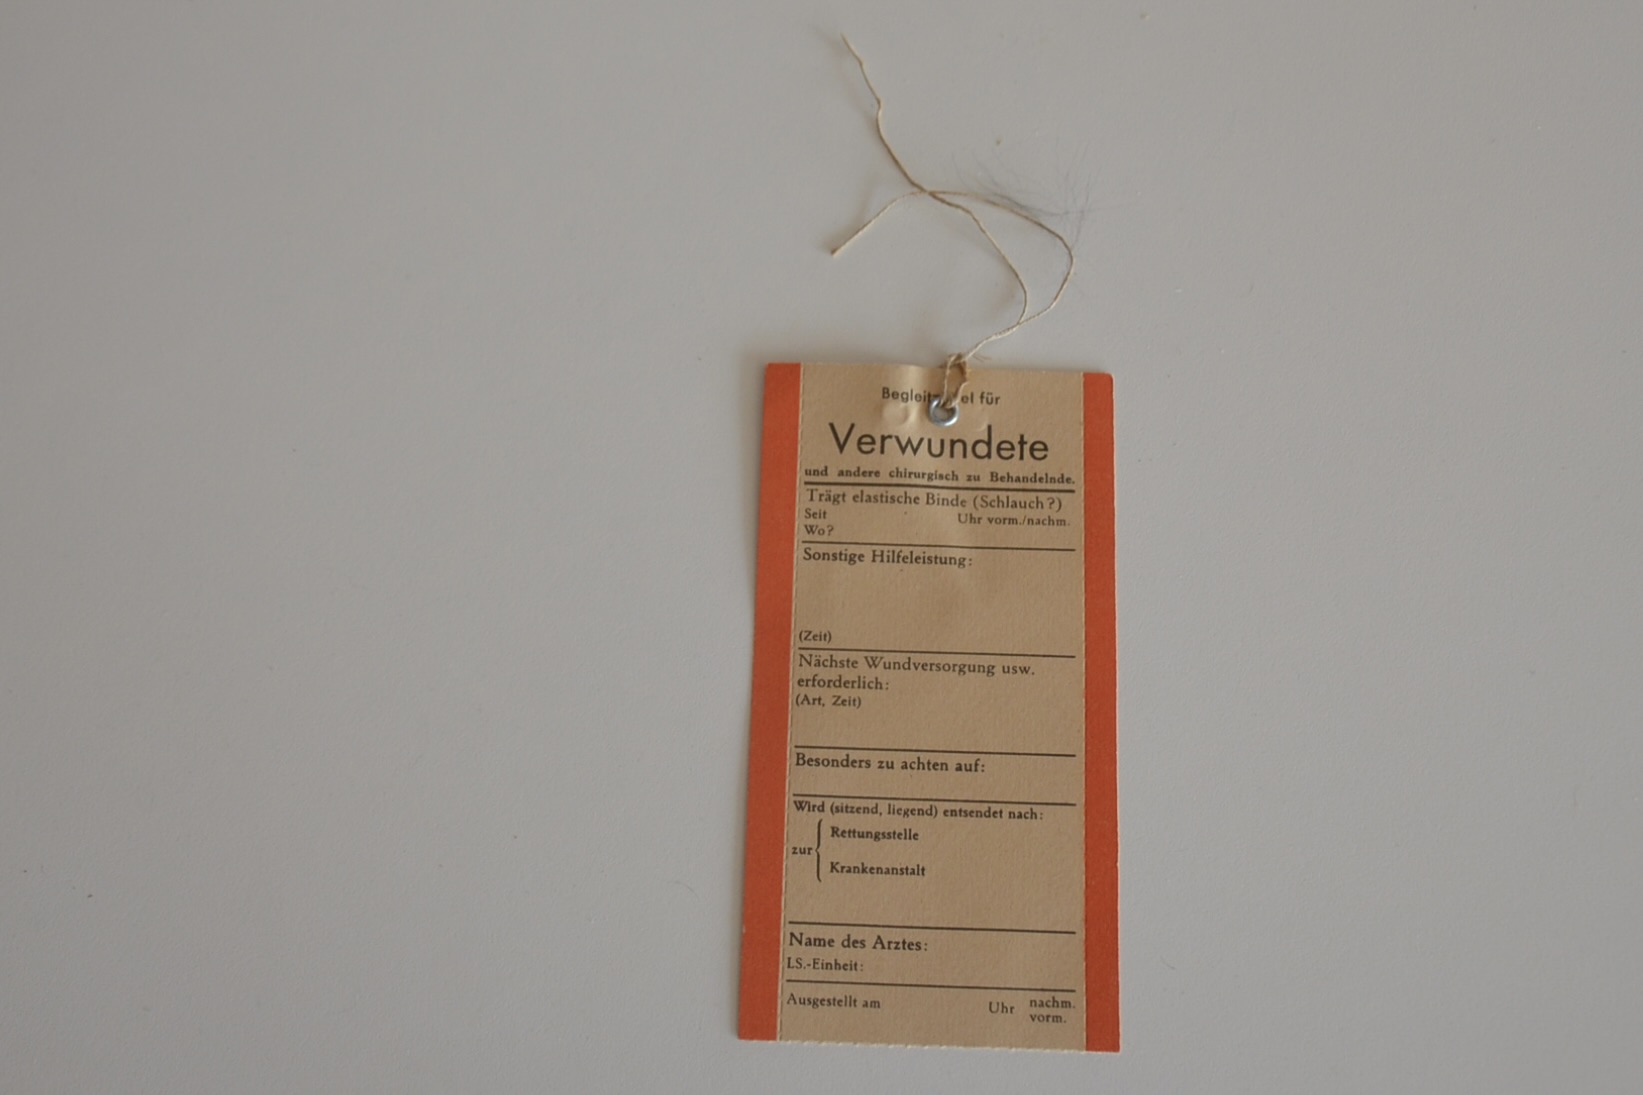 Begleit el für
Verwundete
und andere chirurgisch zu Behandelnde.
Trägt elastische Binde (Schlauch?)
Seit Uhr vorm./nachm.
Wo?
Sonstige Hilfeleistung:
(Zeit)
Nächste Wundversorgung usw.
erforderlich:
(Art, Zeit)
Besonders zu achten auf:
Wird (sitzend, liegend) entsendet nach:
Rettungsstelle
zur
Krankenanstalt
Name des Arztes:
LS.-Einheit:
Ausgestellt am Uhr nachm.
vorm.